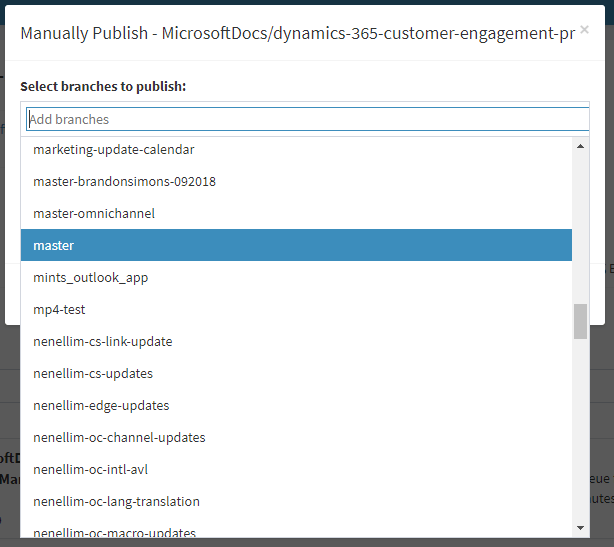 Manually Publish - MicrosoftDocs/dynamics-365-customer-engagement-pr ×
Select branches to publish:
Add branches
marketing-update-calendar
master-brandonsimons-092018
master-omnichannel
master
mints_outlook_app
mp4-test
nenellim-cs-link-update
nenellim-cs-updates
nenellim-edge-updates
nenellim-oc-channel-updates
nenellim-oc-intl-avl
nenellim-oc-lang-translation
nenellim-oc-macro-updates